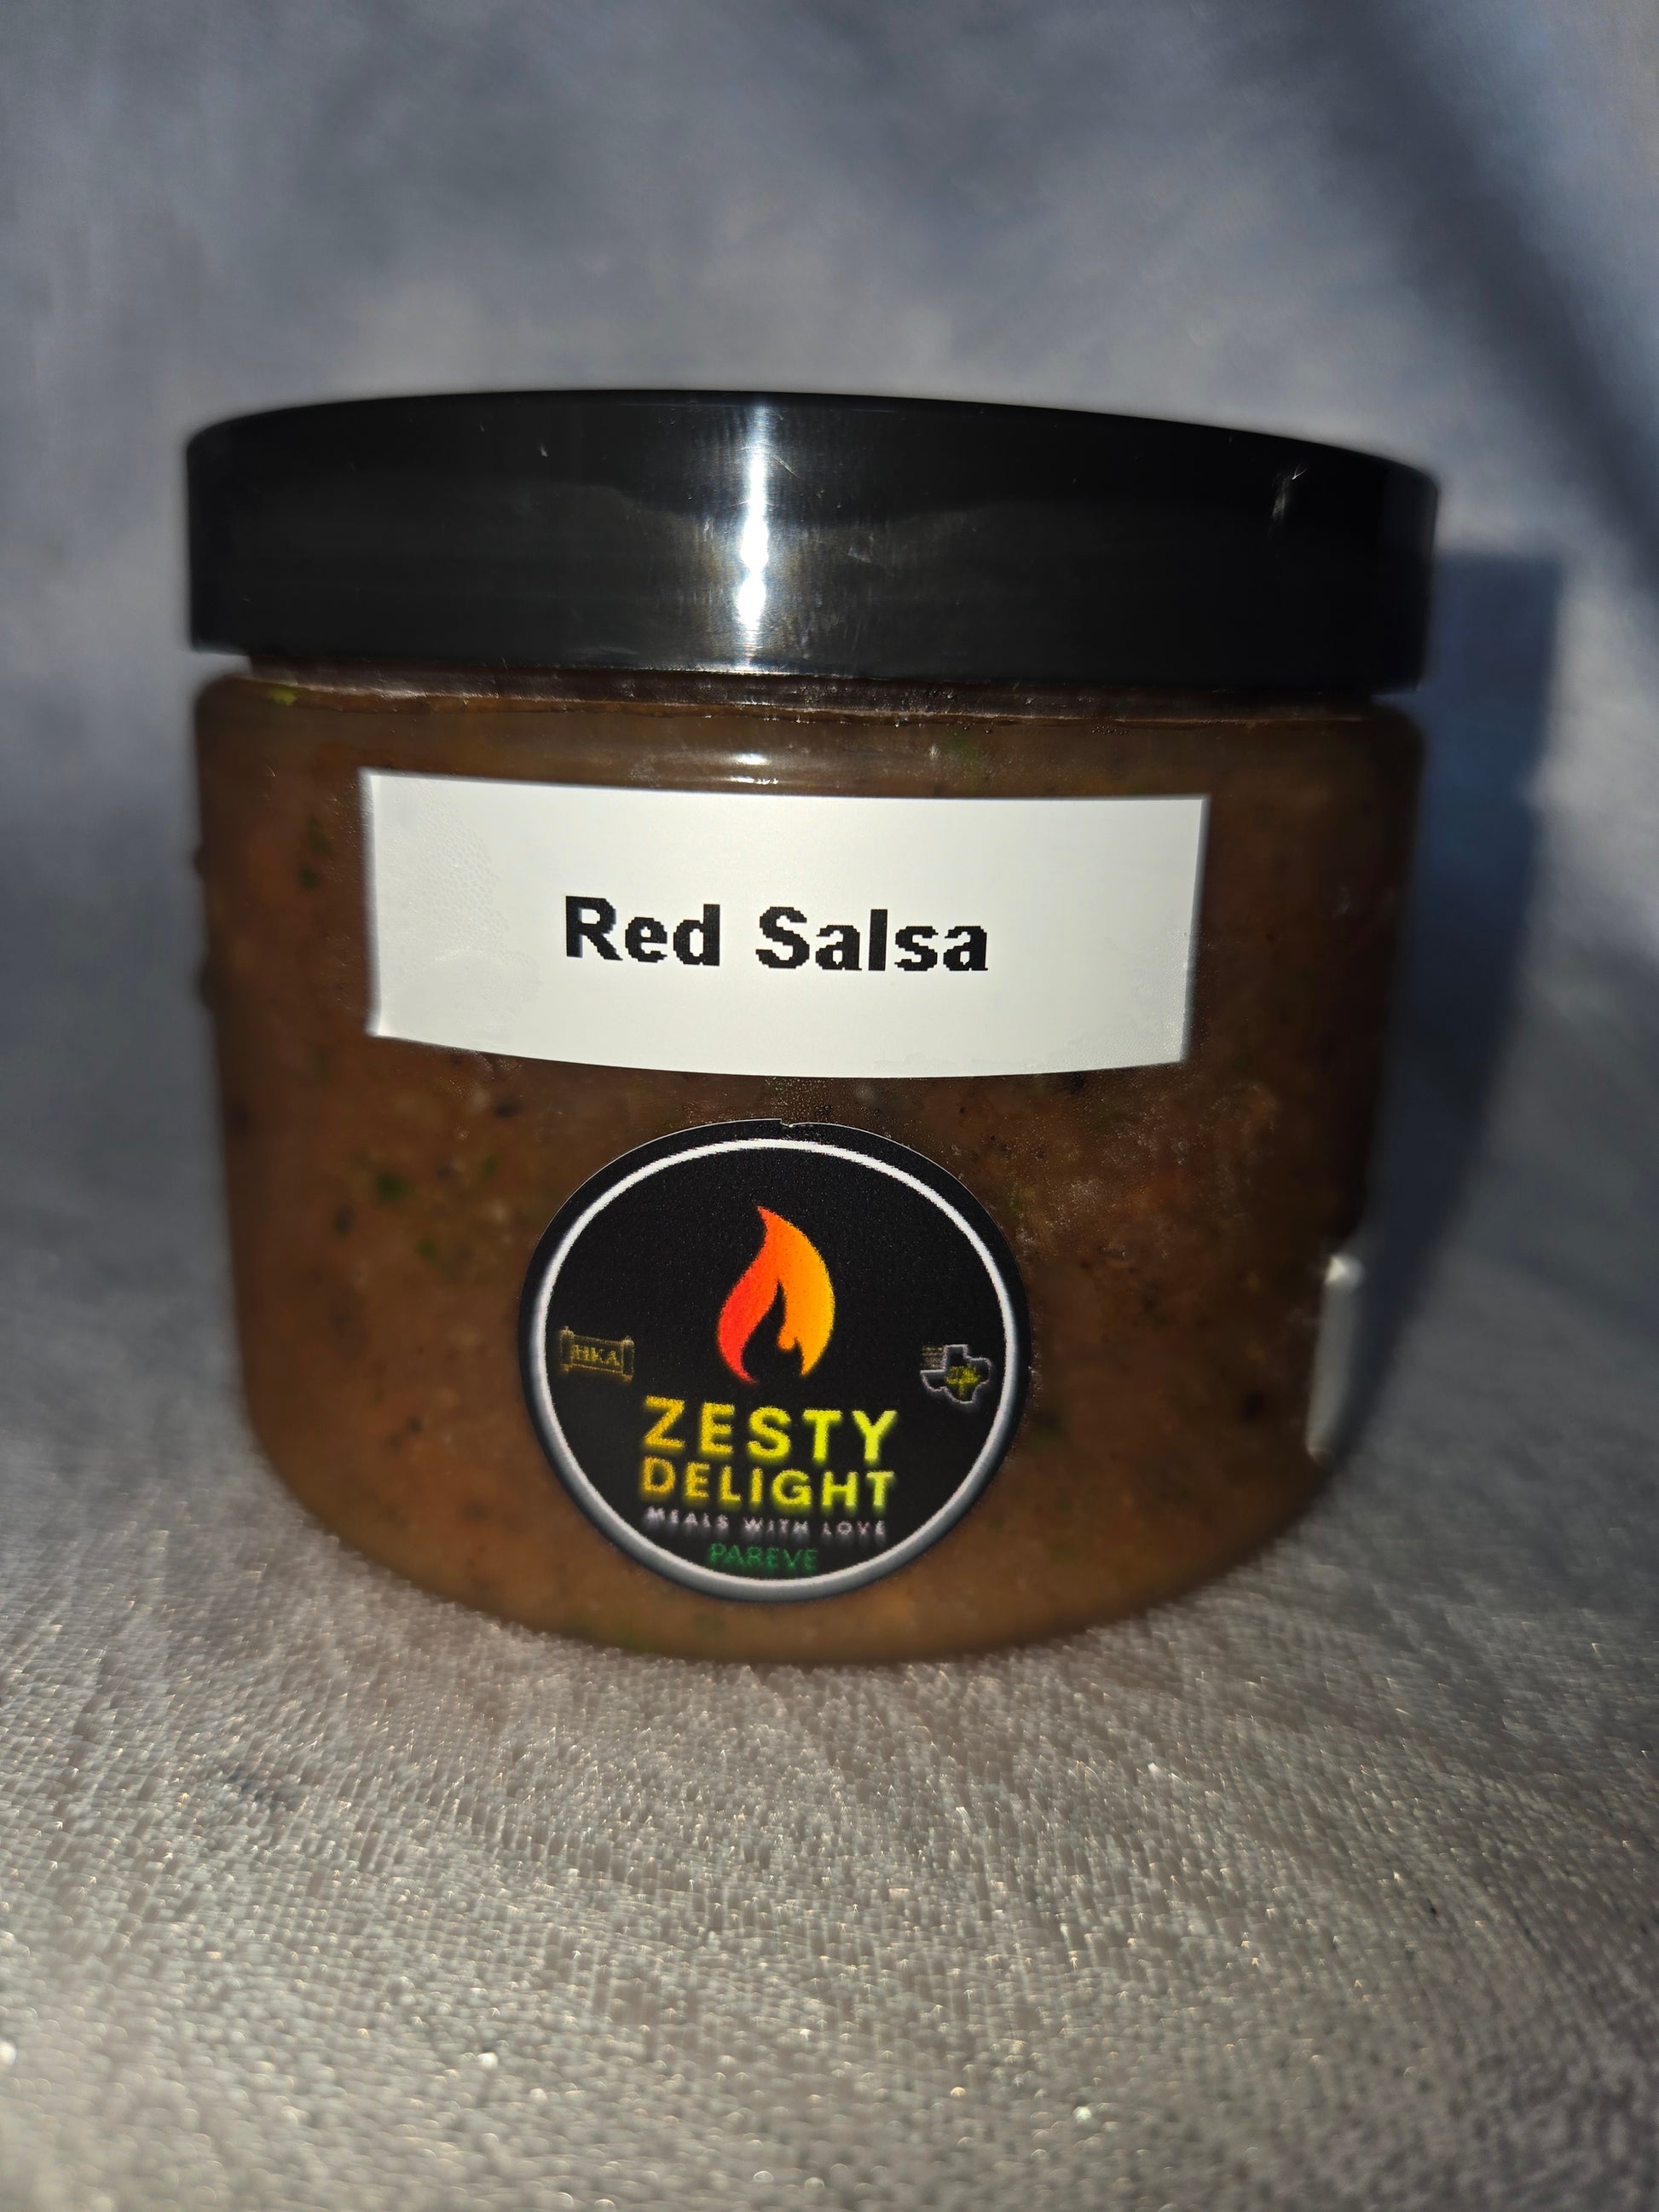 Red Salsa
HKA
ZESTY
DELIGHT
MEALS WITH LOVE
PAREVE